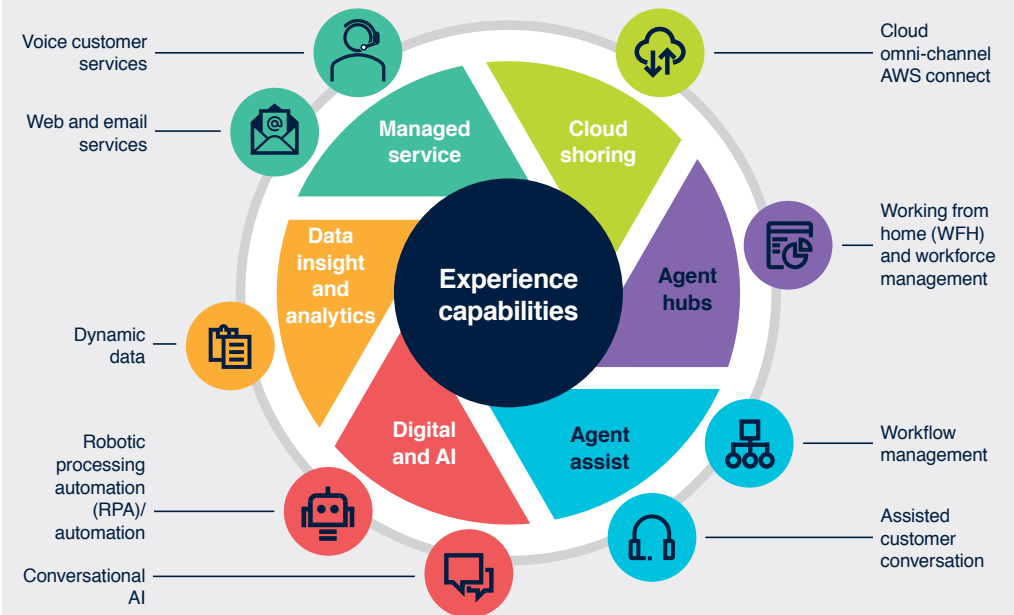 Voice customer
services
Web and email
services
Dynamic
data
Robotic
processing
automation
(RPA)/
automation
Conversational
AI
Managed
service
Cloud
shoring
Data
insight
and
analytics
Experience
capabilities
Agent
hubs
Digital
and AI
Agent
assist
Cloud
omni-channel
AWS connect
Working from
home (WFH)
and workforce
management
Workflow
management
Assisted
customer
conversation
@